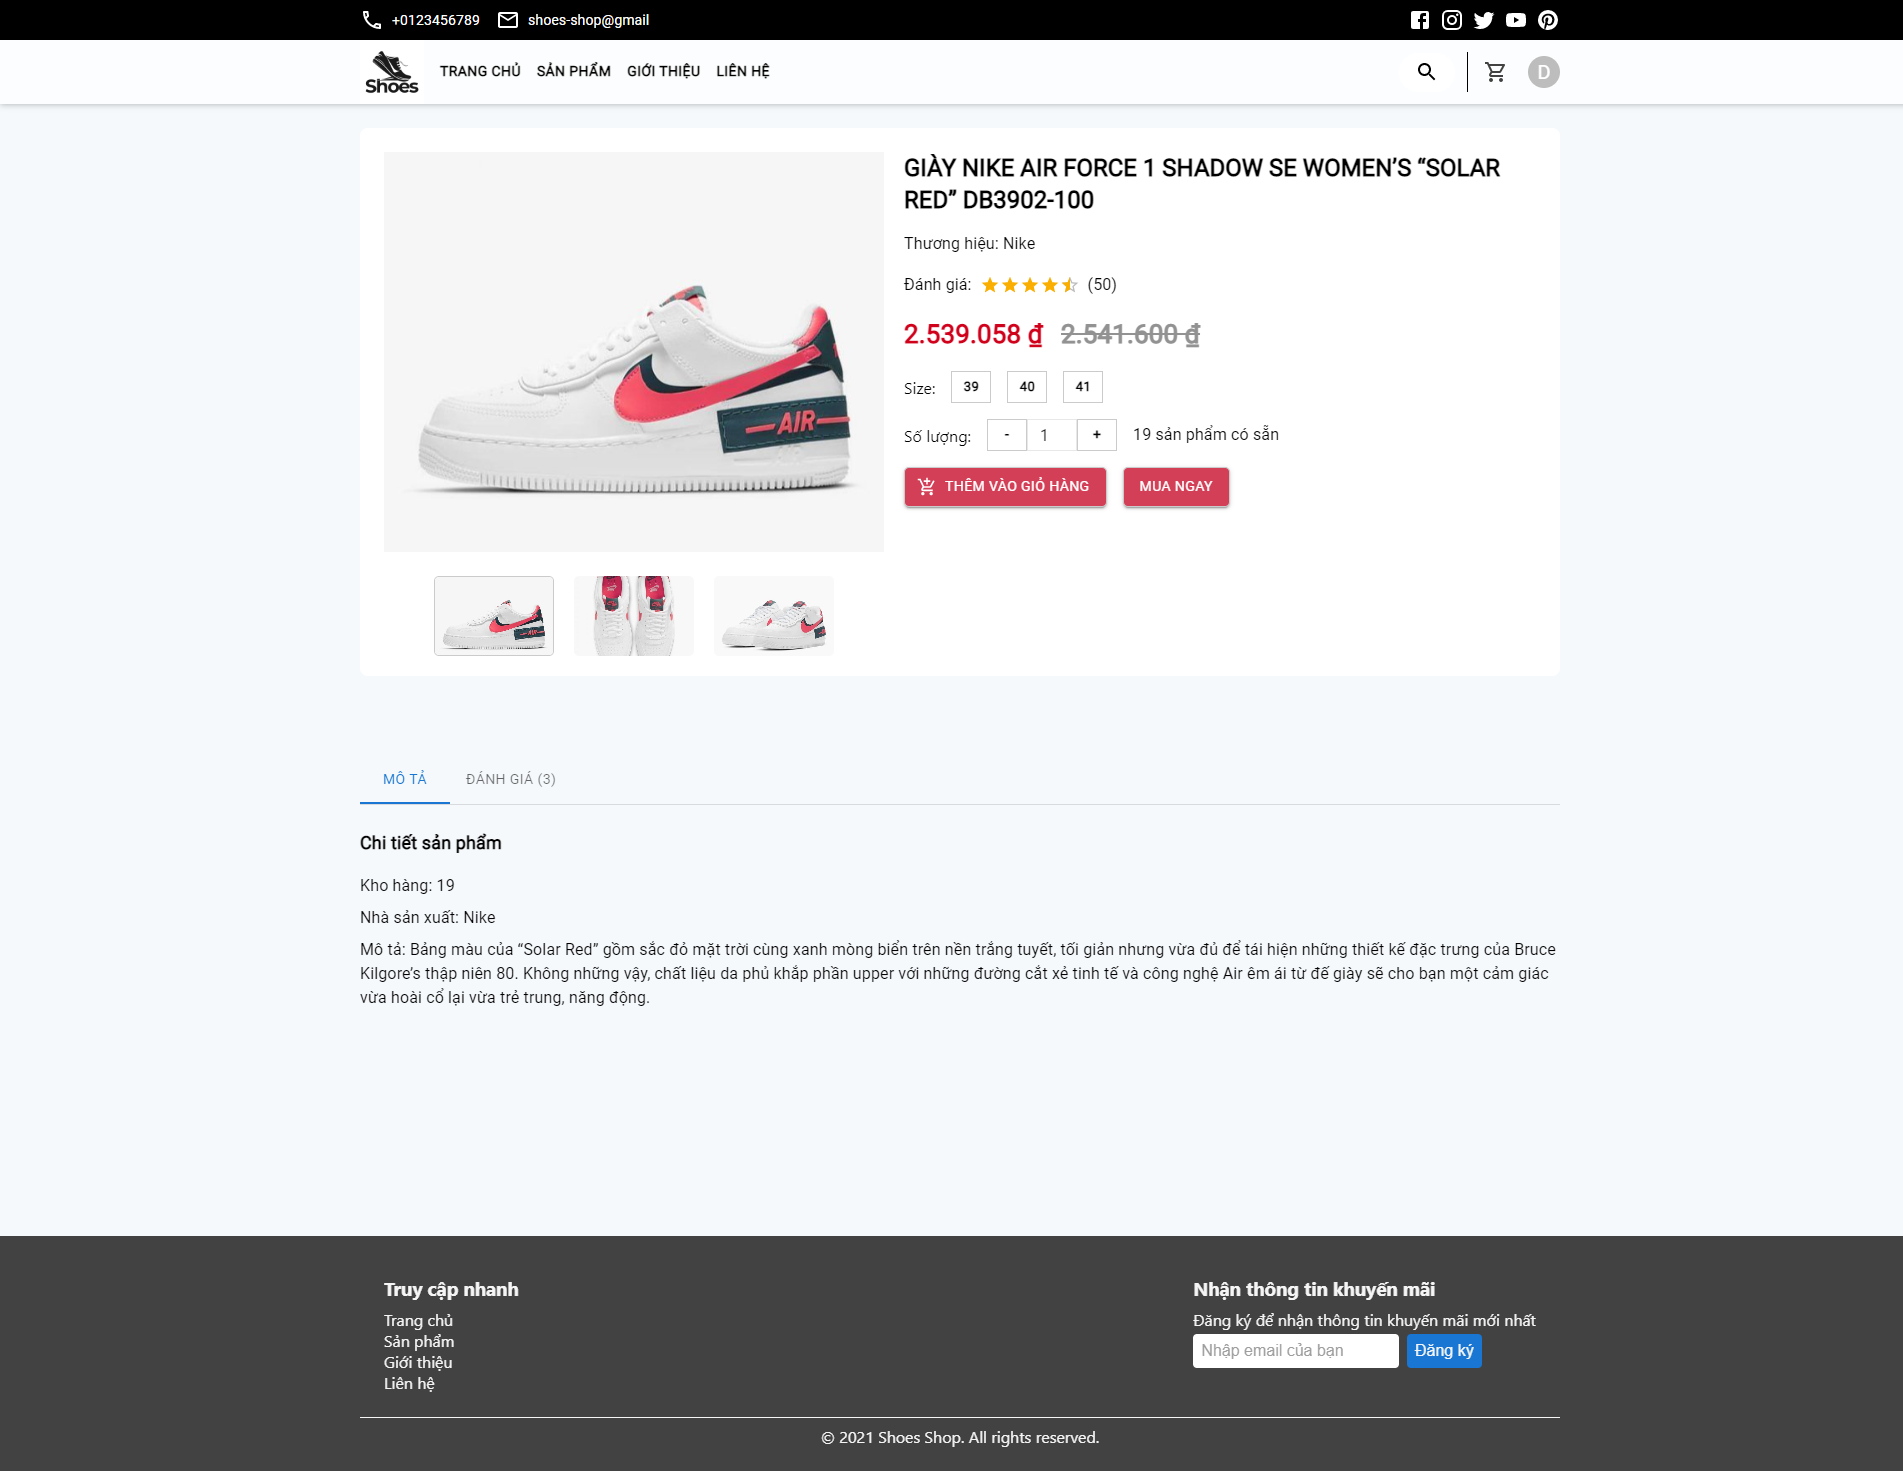 +0123456789 shoes-shop@gmail
Shoes
TRANG CHỦ SẢN PHẨM GIỚI THIỆU LIÊN HỆ
D
GIÀY NIKE AIR FORCE 1 SHADOW SE WOMEN’S “SOLAR
RED” DB3902-100
Thương hiệu: Nike
Đánh giá: (50)
2.539.058 ₫ 2.541.600 ₫
Size: 39 40 41
Số lượng: - 1 + 19 sản phẩm có sẵn
THÊM VÀO GIỎ HÀNG MUA NGAY
AIR
MÔ TẢ ĐÁNH GIÁ (3)
Chi tiết sản phẩm
Kho hàng: 19
Nhà sản xuất: Nike
Mô tả: Bảng màu của “Solar Red” gồm sắc đỏ mặt trời cùng xanh mòng biển trên nền trắng tuyết, tối giản nhưng vừa đủ để tái hiện những thiết kế đặc trưng của Bruce
Kilgore’s thập niên 80. Không những vậy, chất liệu da phủ khắp phần upper với những đường cắt xẻ tinh tế và công nghệ Air êm ái từ đế giày sẽ cho bạn một cảm giác
vừa hoài cổ lại vừa trẻ trung, năng động.
Truy cập nhanh
Trang chủ
Sản phẩm
Giới thiệu
Liên hệ
Nhận thông tin khuyến mãi
Đăng ký để nhận thông tin khuyến mãi mới nhất
Nhập email của bạn Đăng ký
© 2021 Shoes Shop. All rights reserved.